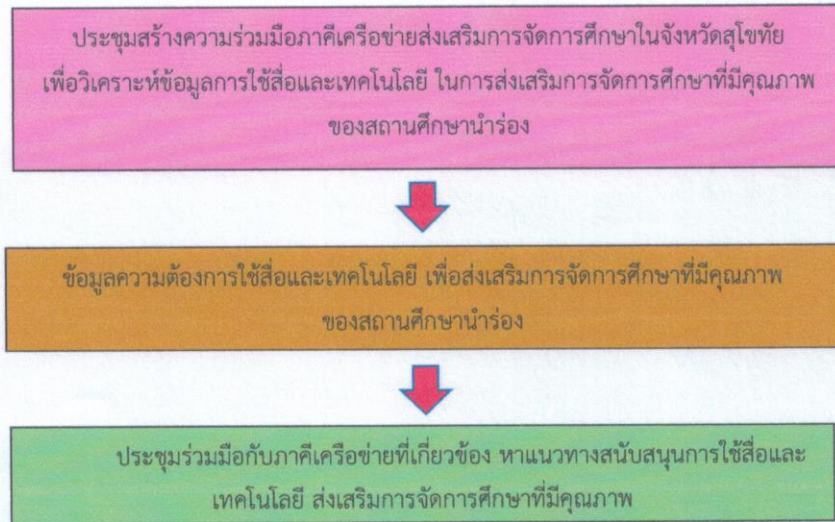 ประชุมสร้างความร่วมมือภาคีเครือข่ายส่งเสริมการจัดการศึกษาในจังหวัดสุโขทัย
เพื่อวิเคราะห์ข้อมูลการใช้สื่อและเทคโนโลยี ในการส่งเสริมการจัดการศึกษาที่มีคุณภาพ
ของสถานศึกษานำร่อง
ข้อมูลความต้องการใช้สื่อและเทคโนโลยี เพื่อส่งเสริมการจัดการศึกษาที่มีคุณภาพ
ของสถานศึกษานำร่อง
ประชุมร่วมมือกับภาคีเครือข่ายที่เกี่ยวข้อง หาแนวทางสนับสนุนการใช้สื่อและ
เทคโนโลยี ส่งเสริมการจัดการศึกษาที่มีคุณภาพ